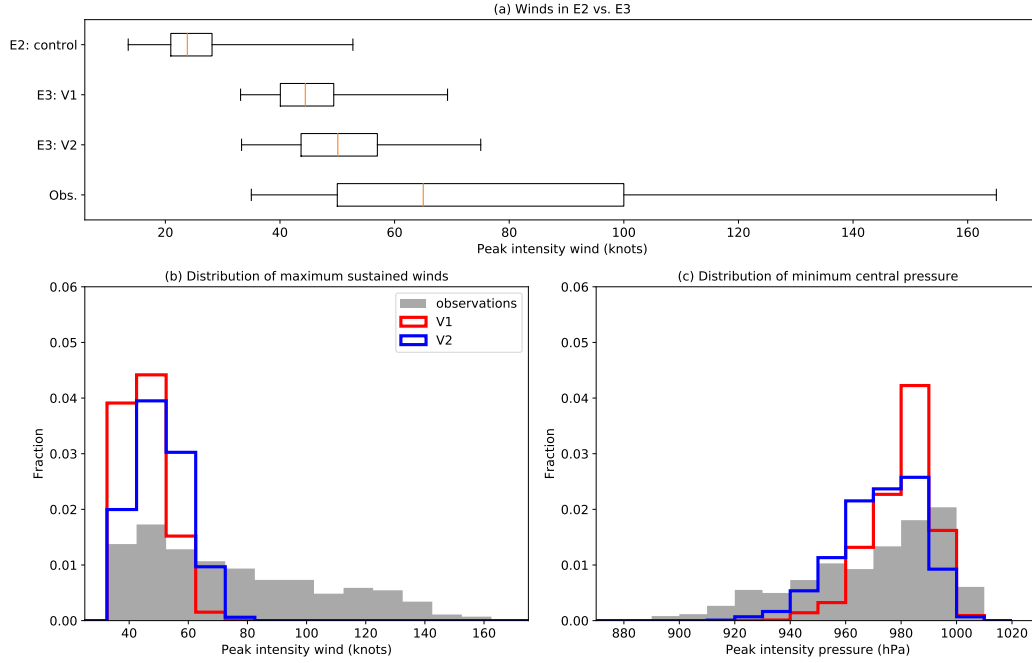 (a) Winds in E2 vs. E3
E2: control
E3: V1
E3: V2
Obs.
20 40 60 80 100 120 140 160
Peak intensity wind (knots)
(b) Distribution of maximum sustained winds
0.06
0.05
0.04
0.03
0.02
0.01
0.00
Fraction
observations
V1
V2
40 60 80 100 120 140 160
Peak intensity wind (knots)
(c) Distribution of minimum central pressure
0.06
0.05
0.04
0.03
0.02
0.01
0.00
Fraction
880 900 920 940 960 980 1000 1020
Peak intensity pressure (hPa)